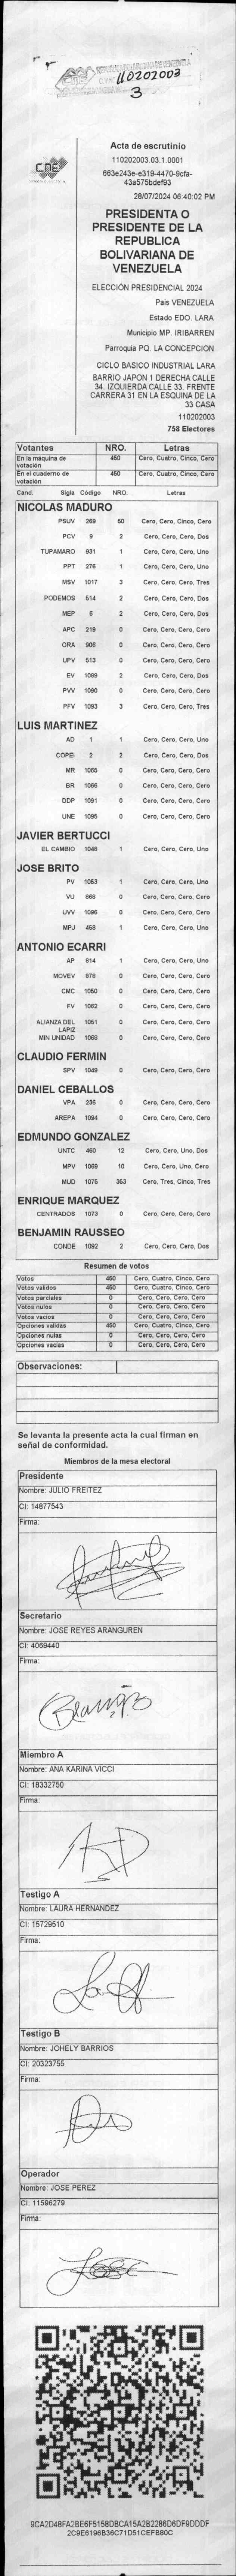 110202003
3
CNE
Acta de escrutinio
110202003.03.1.0001
663e243e-e319-4470-9cfa-
43a575bdef93
28/07/2024 06:40:02 PM
PRESIDENTA O
PRESIDENTE DE LA
REPUBLICA
BOLIVARIANA DE
VENEZUELA
ELECCIÓN PRESIDENCIAL 2024
Pais VENEZUELA
Estado EDO. LARA
Municipio MP. IRIBARREN
Parroquia PQ. LA CONCEPCION
CICLO BASICO INDUSTRIAL LARA
BARRIO JAPON 1 DERECHA CALLE
34. IZQUIERDA CALLE 33. FRENTE
CARRERA 31 EN LA ESQUINA DE LA
33 CASA
110202003
758 Electores
Votantes NRO. Letras
En la máquina de votación 450 Cero, Cuatro, Cinco, Cero
En el cuaderno de votación 450 Cero, Cuatro, Cinco, Cero
Cand. Sigla Codigo NRO. Letras
NICOLAS MADURO
PSUV 269 60 Cero, Cero, Cinco, Cero
PCV 9 2 Cero, Cero, Cero, Dos
TUPAMARO 931 1 Cero, Cero, Cero, Uno
PPT 276 1 Cero, Cero, Cero, Uno
MSV 1017 3 Cero, Cero, Cero, Tres
PODEMOS 514 2 Cero, Cero, Cero, Dos
MEP 6 2 Cero, Cero, Cero, Dos
APC 219 0 Cero, Cero, Cero, Cero
ORA 906 0 Cero, Cero, Cero, Cero
UPV 513 0 Cero, Cero, Cero, Cero
EV 1089 2 Cero, Cero, Cero, Dos
PVV 1090 0 Cero, Cero, Cero, Cero
PFV 1093 3 Cero, Cero, Cero, Tres
LUIS MARTINEZ
AD 1 1 Cero, Cero, Cero, Uno
COPEI 2 2 Cero, Cero, Cero, Dos
MR 1065 0 Cero, Cero, Cero, Cero
BR 1066 0 Cero, Cero, Cero, Cero
DDP 1091 0 Cero, Cero, Cero, Cero
UNE 1095 0 Cero, Cero, Cero, Cero
JAVIER BERTUCCI
EL CAMBIO 1048 1 Cero, Cero, Cero, Uno
JOSE BRITO
PV 1053 1 Cero, Cero, Cero, Uno
VU 868 0 Cero, Cero, Cero, Cero
UVV 1096 0 Cero, Cero, Cero, Cero
MPJ 458 1 Cero, Cero, Cero, Uno
ANTONIO ECARRI
AP 814 1 Cero, Cero, Cero, Uno
MOVEV 878 0 Cero, Cero, Cero, Cero
CMC 1050 0 Cero, Cero, Cero, Cero
FV 1062 0 Cero, Cero, Cero, Cero
ALIANZA DEL LAPIZ 1051 0 Cero, Cero, Cero, Cero
MIN UNIDAD 1068 0 Cero, Cero, Cero, Cero
CLAUDIO FERMIN
SPV 1049 0 Cero, Cero, Cero, Cero
DANIEL CEBALLOS
VPA 236 0 Cero, Cero, Cero, Cero
AREPA 1094 0 Cero, Cero, Cero, Cero
EDMUNDO GONZALEZ
UNTC 460 12 Cero, Cero, Uno, Dos
MPV 1069 10 Cero, Cero, Uno, Cero
MUD 1075 353 Cero, Tres, Cinco, Tres
ENRIQUE MARQUEZ
CENTRADOS 1073 0 Cero, Cero, Cero, Cero
BENJAMIN RAUSSEO
CONDE 1092 2 Cero, Cero, Cero, Dos
Resumen de votos
Votos 450 Cero, Cuatro, Cinco, Cero
Votos validos 450 Cero, Cuatro, Cinco, Cero
Votos parciales 0 Cero, Cero, Cero, Cero
Votos nulos 0 Cero, Cero, Cero, Cero
Votos vacios 0 Cero, Cero, Cero, Cero
Opciones validas 450 Cero, Cuatro, Cinco, Cero
Opciones nulas 0 Cero, Cero, Cero, Cero
Opciones vacias 0 Cero, Cero, Cero, Cero
Observaciones:
Se levanta la presente acta la cual firman en
señal de conformidad.
Miembros de la mesa electoral
Presidente
Nombre: JULIO FREITEZ
CI: 14877543
Firma:
Secretario
Nombre: JOSE REYES ARANGUREN
CI: 4069440
Firma:
Miembro A
Nombre: ANA KARINA VICCI
CI: 18332750
Firma:
Testigo A
Nombre: LAURA HERNANDEZ
CI: 15729510
Firma:
Testigo B
Nombre: JOHELY BARRIOS
CI: 20323755
Firma:
Operador
Nombre: JOSE PEREZ
CI: 11596279
Firma:
9CA2D48FA2BE6F5158DBCA15A2B2286D6DF9DDDF
2C9E6196B36C71D51CEFB80C